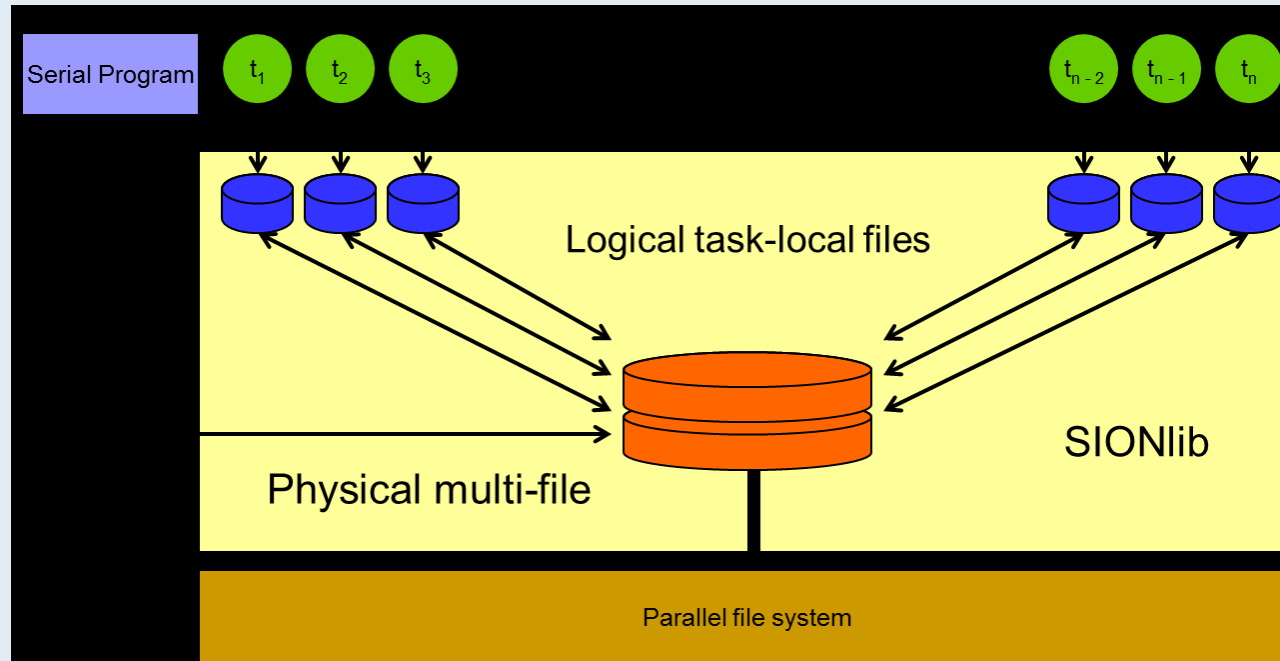 Serial Program
t1 t2 t3 tn - 2 tn - 1 tn
Logical task-local files
SIONlib
Physical multi-file
Parallel file system